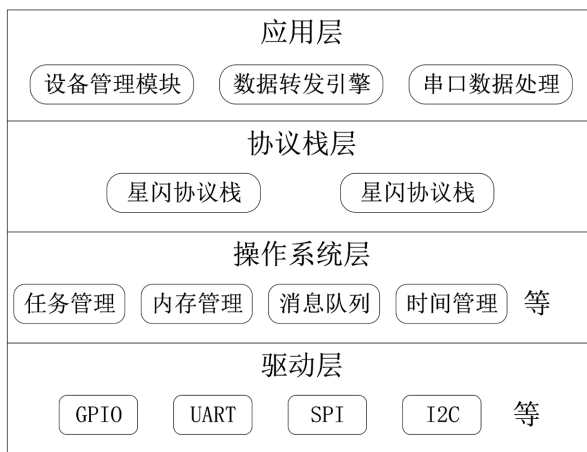 应用层
设备管理模块 数据转发引擎 串口数据处理
协议栈层
星闪协议栈 星闪协议栈
操作系统层
任务管理 内存管理 消息队列 时间管理 等
驱动层
GPIO UART SPI I2C 等